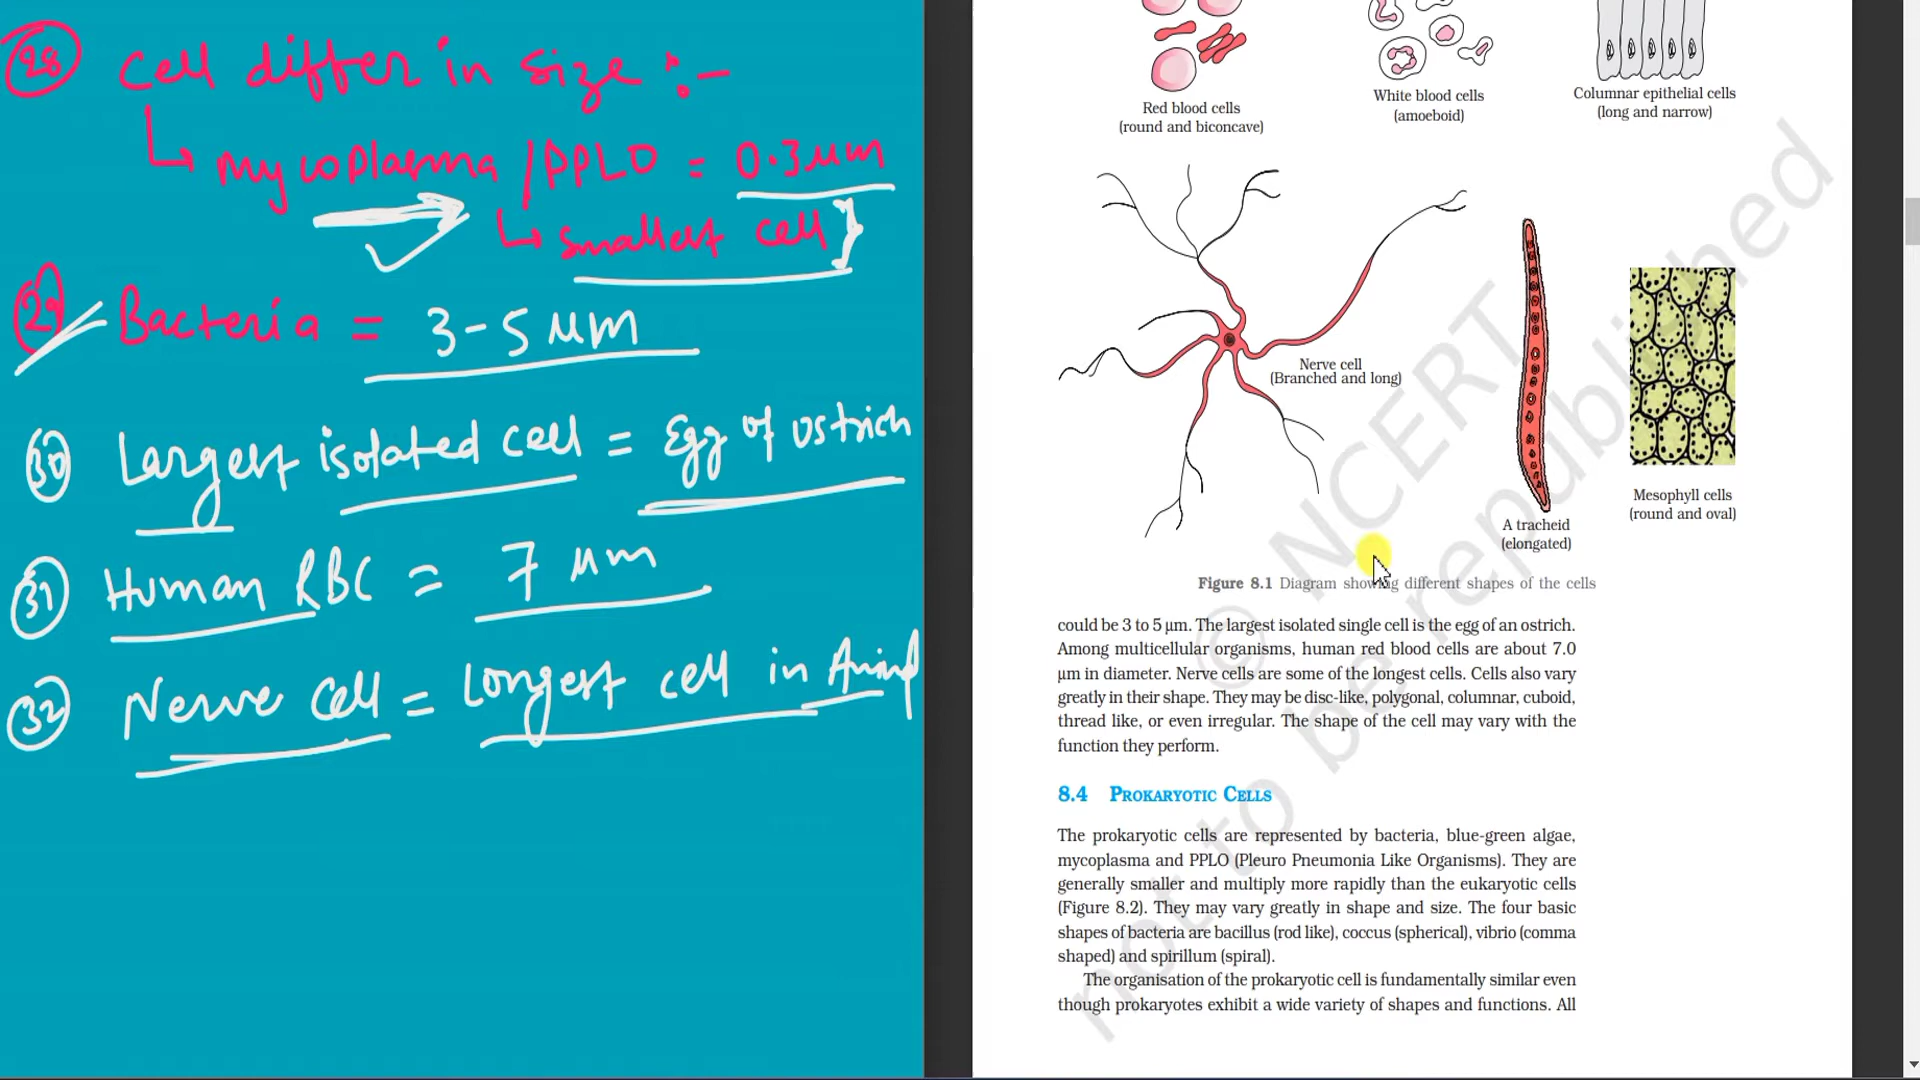 28 Cell differ in size :-
↳ Mycoplasma / PPLO = 0.3 μm
↳ smallest cell
29 Bacteria = 3-5 μm
30 Largest isolated cell = Egg of ostrich
31 Human RBC = 7 μm
32 Nerve cell = longest cell in
Red blood cells
(round and biconcave)
White blood cells
(amoeboid)
Columnar epithelial cells
(long and narrow)
Nerve cell
(Branched and long)
A tracheid
(elongated)
Mesophyll cells
(round and oval)
Figure 8.1 Diagram showing different shapes of the cells
could be 3 to 5 μm. The largest isolated single cell is the egg of an ostrich.
Among multicellular organisms, human red blood cells are about 7.0
μm in diameter. Nerve cells are some of the longest cells. Cells also vary
greatly in their shape. They may be disc-like, polygonal, columnar, cuboid,
thread like, or even irregular. The shape of the cell may vary with the
function they perform.
8.4 PROKARYOTIC CELLS
The prokaryotic cells are represented by bacteria, blue-green algae,
mycoplasma and PPLO (Pleuro Pneumonia Like Organisms). They are
generally smaller and multiply more rapidly than the eukaryotic cells
(Figure 8.2). They may vary greatly in shape and size. The four basic
shapes of bacteria are bacillus (rod like), coccus (spherical), vibrio (comma
shaped) and spirillum (spiral).
The organisation of the prokaryotic cell is fundamentally similar even
though prokaryotes exhibit a wide variety of shapes and functions. All
© NCERT
not to be republished